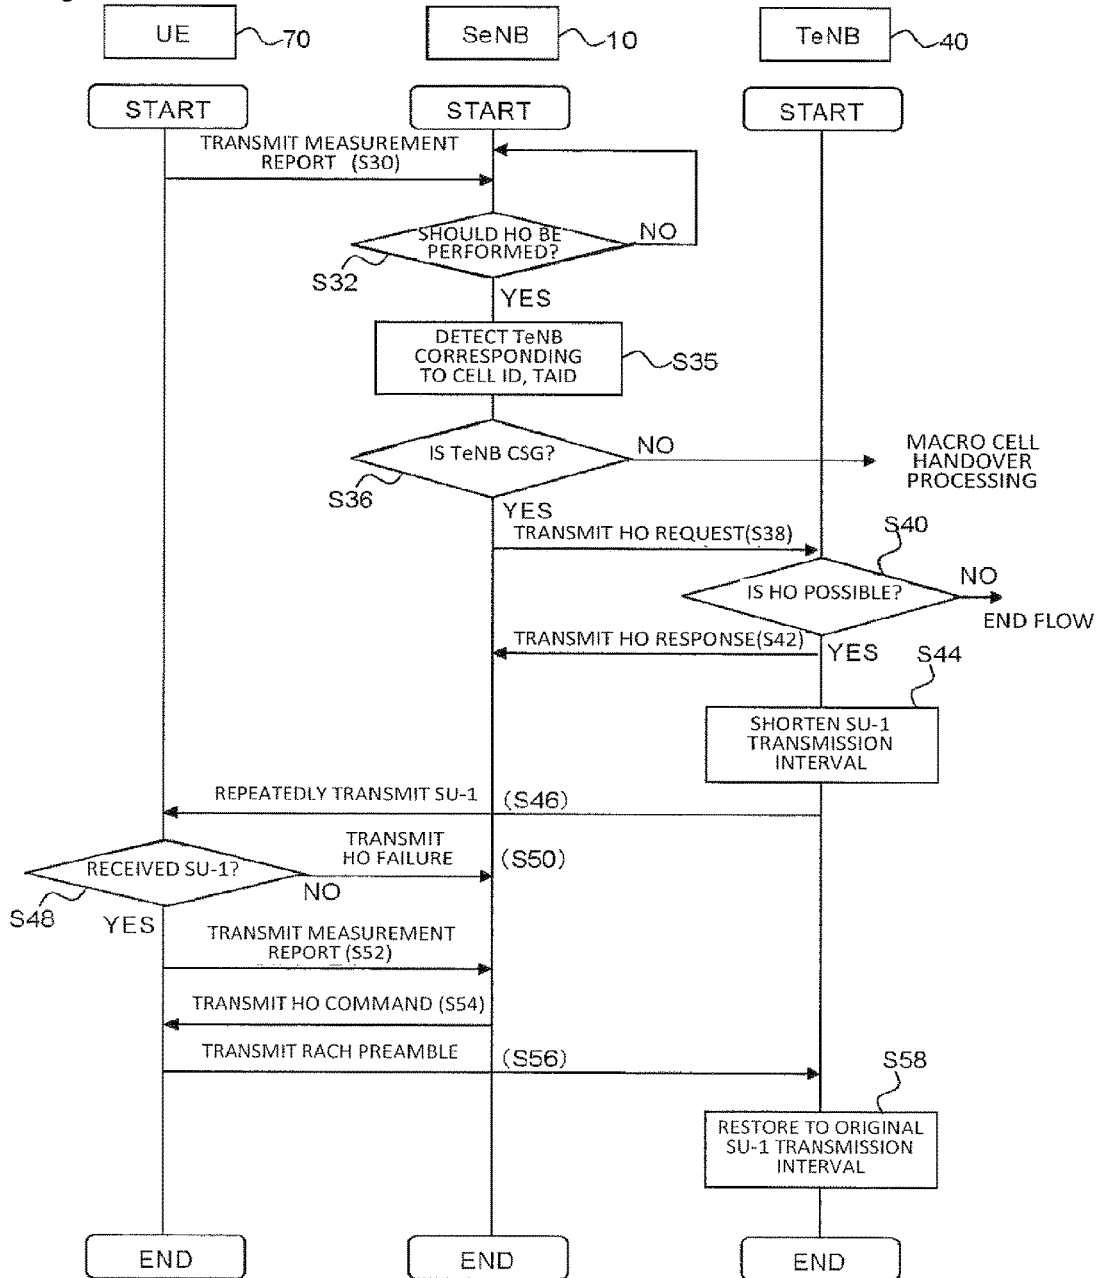 UE
70
SeNB
10
TeNB
40
START
START
START
TRANSMIT MEASUREMENT
REPORT (S30)
SHOULD HO BE
PERFORMED?
NO
S32
YES
DETECT TeNB
CORRESPONDING
TO CELL ID, TAID
S35
IS TeNB CSG?
NO
S36
YES
MACRO CELL
HANDOVER
PROCESSING
TRANSMIT HO REQUEST(S38)
S40
IS HO POSSIBLE?
NO
END FLOW
TRANSMIT HO RESPONSE(S42)
YES
S44
SHORTEN SU-1
TRANSMISSION
INTERVAL
REPEATEDLY TRANSMIT SU-1 (S46)
RECEIVED SU-1?
TRANSMIT
HO FAILURE
(S50)
NO
S48
YES
TRANSMIT MEASUREMENT
REPORT (S52)
TRANSMIT HO COMMAND (S54)
TRANSMIT RACH PREAMBLE (S56)
S58
RESTORE TO ORIGINAL
SU-1 TRANSMISSION
INTERVAL
END
END
END